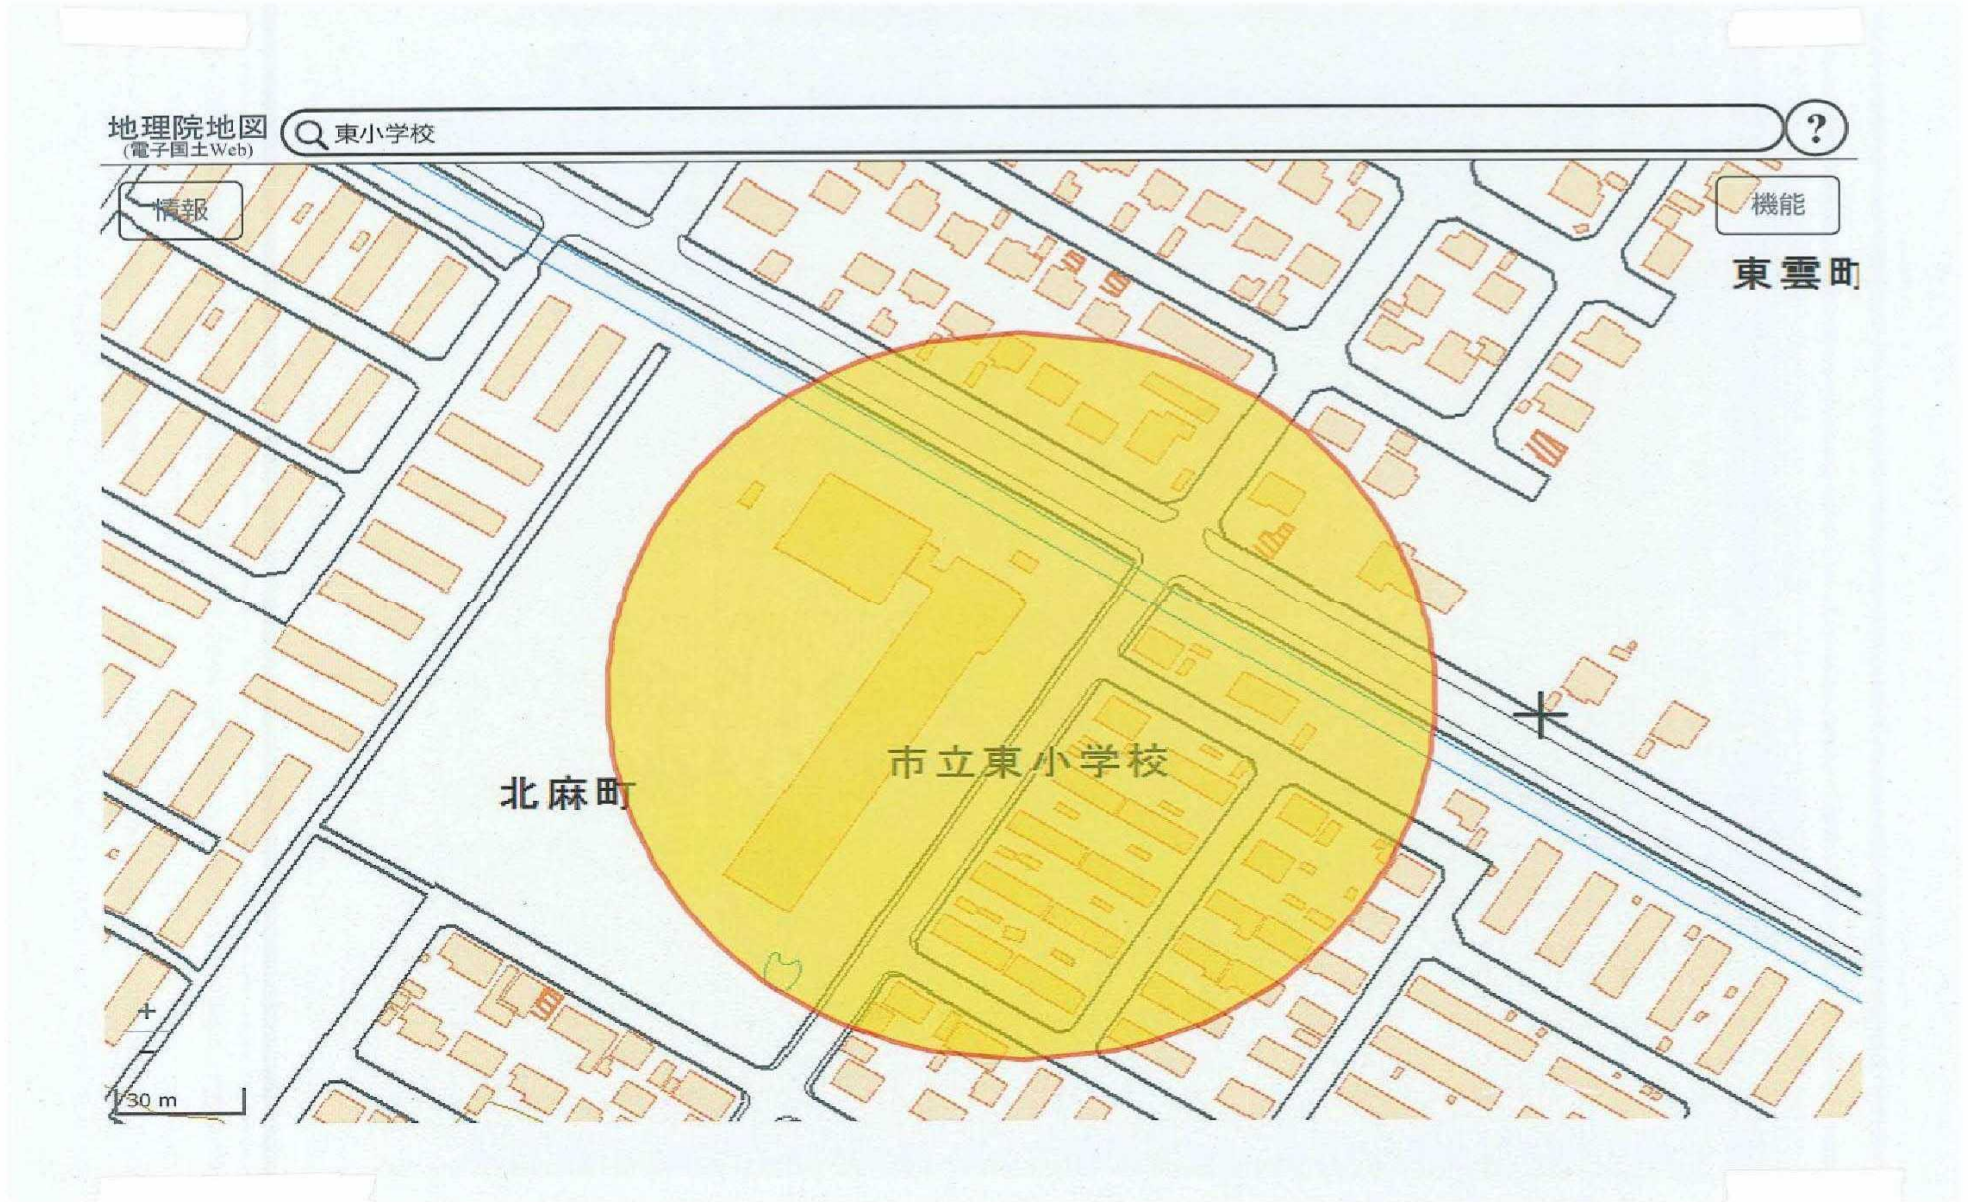 地理院地図
(電子国土Web)
東小学校
?
情報
機能
東雲町
市立東小学校
北麻町
+
-
30 m